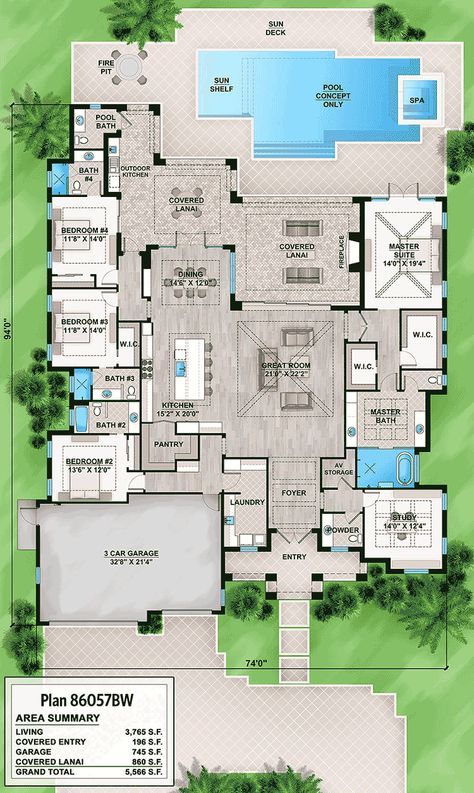 SUN
DECK
FIRE
PIT
SUN
SHELF
POOL
CONCEPT
ONLY
SPA
POOL
BATH
OUTDOOR
KITCHEN
BATH
#4
COVERED
LANAI
BEDROOM #4
11'8" X 14'0"
COVERED
LANAI
FIREPLACE
MASTER
SUITE
14'0" X 19'4"
DINING
14'6" X 12'0"
94'0"
BEDROOM #3
11'8" X 14'0"
W.I.C.
W.I.C.
W.I.C.
GREAT ROOM
21'0" X 22'2"
BATH #3
KITCHEN
15'2" X 20'0"
MASTER
BATH
BATH #2
PANTRY
BEDROOM #2
13'6" X 12'0"
AV
STORAGE
LAUNDRY
FOYER
STUDY
14'0" X 12'4"
POWDER
3 CAR GARAGE
32'8" X 21'4"
ENTRY
74'0"
Plan 86057BW
AREA SUMMARY
LIVING 3,765 S.F.
COVERED ENTRY 196 S.F.
GARAGE 745 S.F.
COVERED LANAI 860 S.F.
GRAND TOTAL 5,566 S.F.